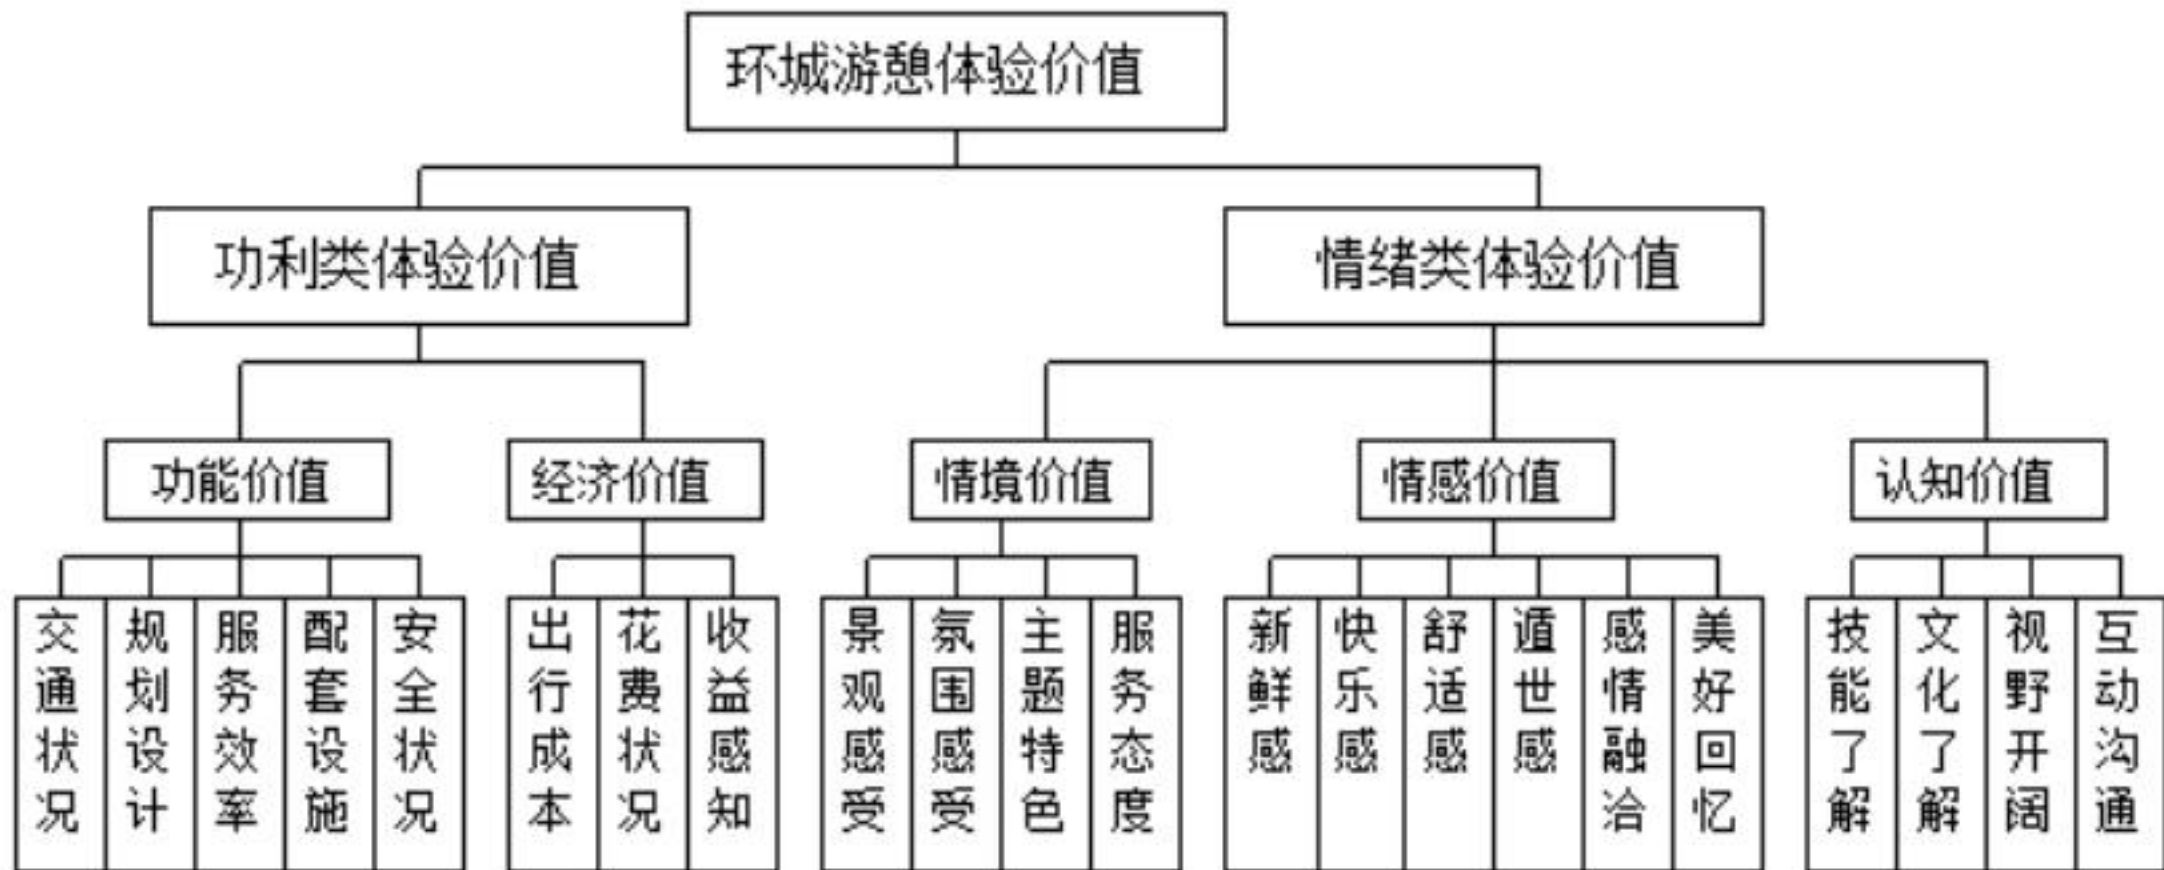 环城游憩体验价值
功利类体验价值
情绪类体验价值
功能价值
经济价值
情境价值
情感价值
认知价值
交通状况
规划设计
服务效率
配套设施
安全状况
出行成本
花费状况
收益感知
景观感受
氛围感受
主题特色
服务态度
新鲜感
快乐感
舒适感
遁世感
感情融洽
美好回忆
技能了解
文化了解
视野开阔
互动沟通